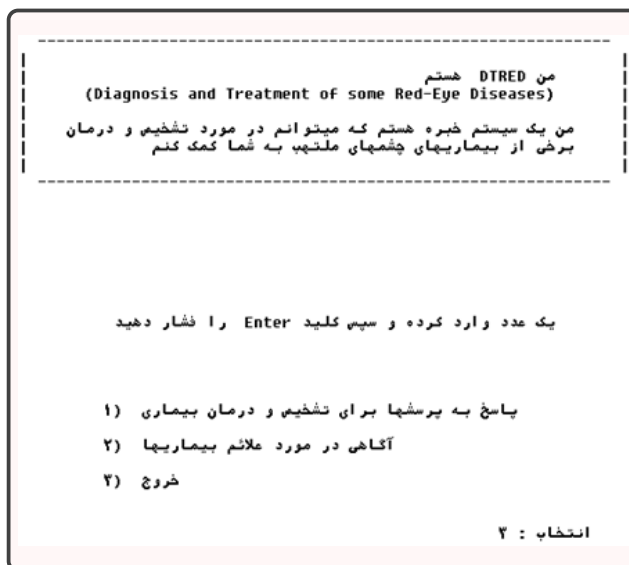 من DTRED هستم
(Diagnosis and Treatment of some Red-Eye Diseases)
من یک سیستم خبره هستم که میتوانم در مورد تشخیص و درمان
برخی از بیماریهای چشمهای ملتهب به شما کمک کنم
یک عدد وارد کرده و سپس کلید Enter را فشار دهید
۱) پاسخ به پرسشها برای تشخیص و درمان بیماری
۲) آگاهی در مورد علائم بیماریها
۳) خروج
انتخاب : ۳